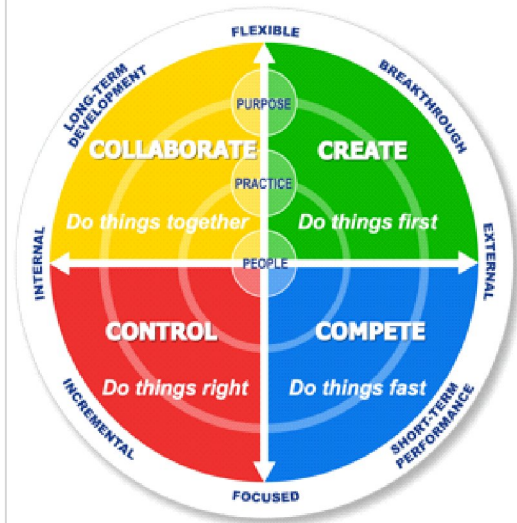 FLEXIBLE
LONG-TERM
DEVELOPMENT
BREAKTHROUGH
PURPOSE
COLLABORATE
CREATE
PRACTICE
Do things together
Do things first
INTERNAL
PEOPLE
EXTERNAL
CONTROL
COMPETE
Do things right
Do things fast
INCREMENTAL
SHORT-TERM
PERFORMANCE
FOCUSED